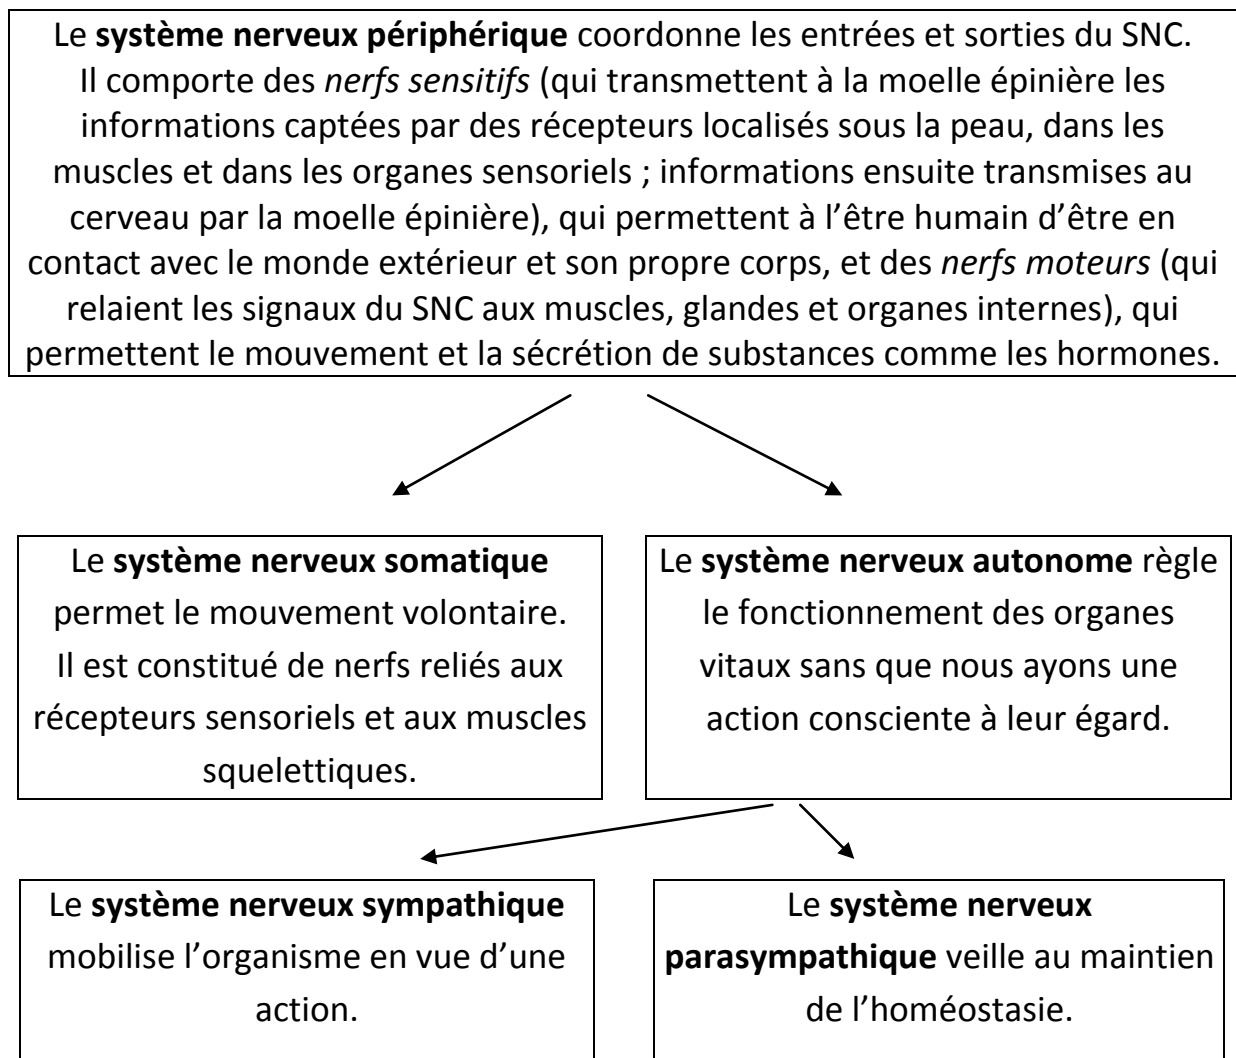 Le système nerveux périphérique coordonne les entrées et sorties du SNC.
Il comporte des nerfs sensitifs (qui transmettent à la moelle épinière les
informations captées par des récepteurs localisés sous la peau, dans les
muscles et dans les organes sensoriels ; informations ensuite transmises au
cerveau par la moelle épinière), qui permettent à l’être humain d’être en
contact avec le monde extérieur et son propre corps, et des nerfs moteurs (qui
relaient les signaux du SNC aux muscles, glandes et organes internes), qui
permettent le mouvement et la sécrétion de substances comme les hormones.
Le système nerveux somatique
permet le mouvement volontaire.
Il est constitué de nerfs reliés aux
récepteurs sensoriels et aux muscles
squelettiques.
Le système nerveux autonome règle
le fonctionnement des organes
vitaux sans que nous ayons une
action consciente à leur égard.
Le système nerveux sympathique
mobilise l’organisme en vue d’une
action.
Le système nerveux
parasympathique veille au maintien
de l’homéostasie.